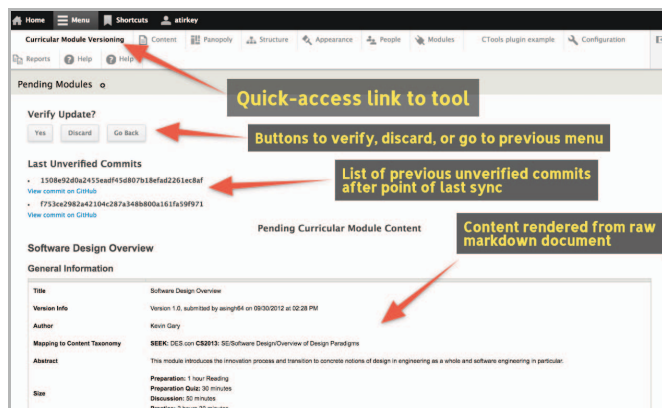 Home Menu Shortcuts atirkey
Curricular Module Versioning Content Panopoly Structure Appearance People Modules CTools plugin example Configuration
Reports Help Help
Pending Modules
Quick-access link to tool
Verify Update?
Yes Discard Go Back
Buttons to verify, discard, or go to previous menu
Last Unverified Commits
1508e92d0a2455eadf45d807b18efad2261ec8af
View commit on GitHub
f753ce2982a42104c287a348b800a161fa59f971
View commit on GitHub
List of previous unverified commits
after point of last sync
Pending Curricular Module Content
Content rendered from raw
markdown document
Software Design Overview
General Information
Title Software Design Overview
Version Info Version 1.0, submitted by asingh64 on 09/30/2012 at 02:28 PM
Author Kevin Gary
Mapping to Content Taxonomy SEEK: DES.con CS2013: SE/Software Design/Overview of Design Paradigms
Abstract This module introduces the innovation process and transition to concrete notions of design in engineering as a whole and software engineering in particular.
Size
Preparation: 1 hour Reading
Preparation Quiz: 30 minutes
Discussion: 50 minutes